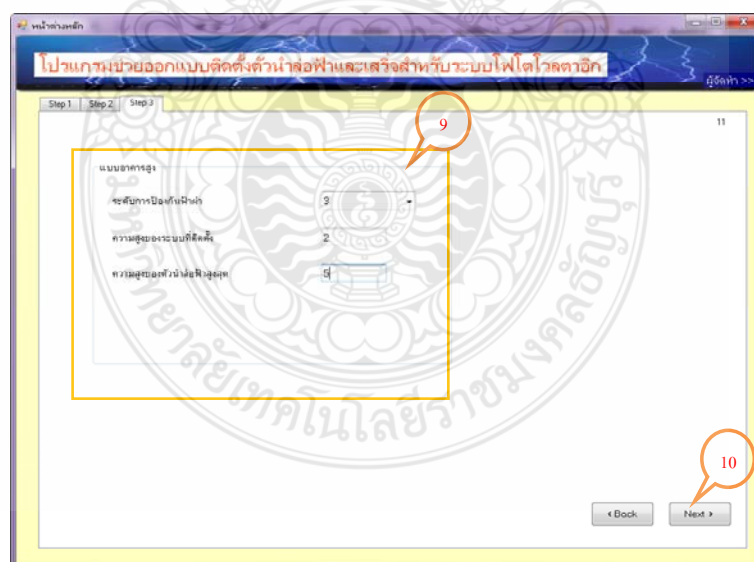 หน้าต่างหลัก
โปรแกรมช่วยออกแบบติดตั้งตัวนำล่อฟ้าและเสริจสำหรับระบบโฟโตโวลตาอิก
ผู้จัดทำ >>
Step 1 Step 2 Step 3
11
9
แบบอาคารสูง
ระดับการป้องกันฟ้าผ่า 3
ความสูงของระบบที่ติดตั้ง 2
ความสูงของตัวนำล่อฟ้าสูงสุด 5
10
< Back Next >